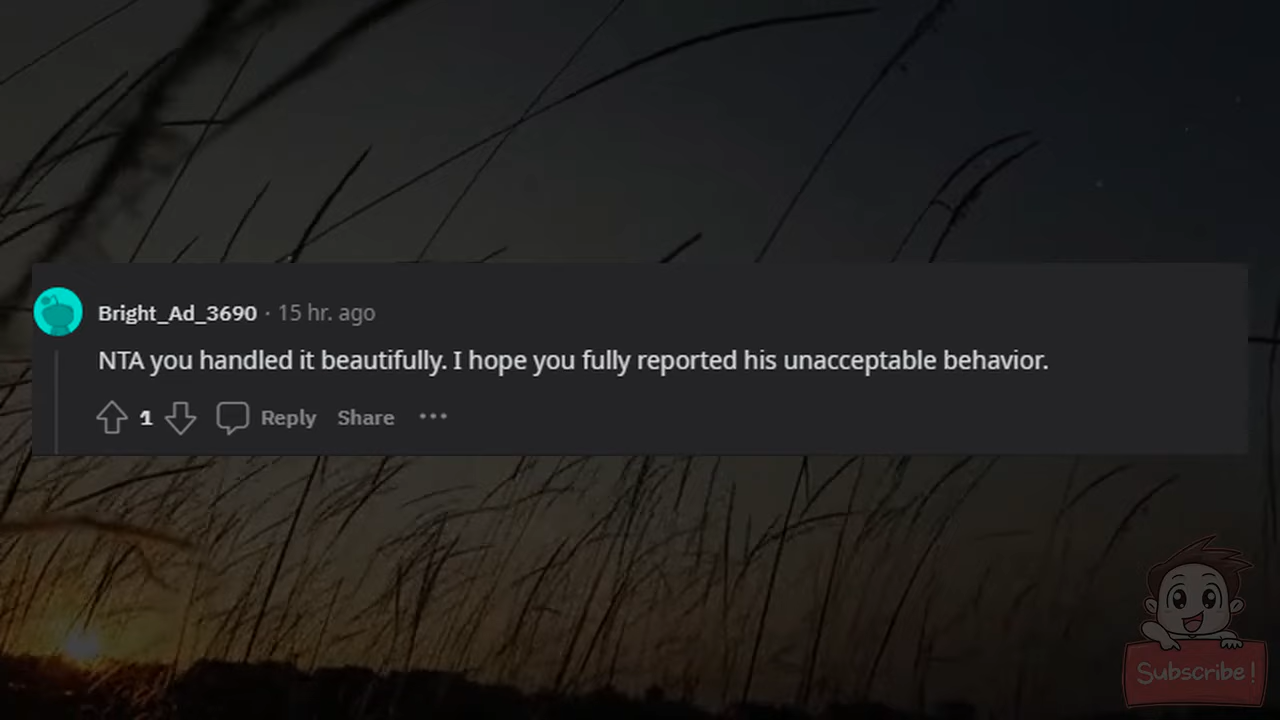 Bright_Ad_3690 · 15 hr. ago
NTA you handled it beautifully. I hope you fully reported his unacceptable behavior.
1 Reply Share ···
Subscribe!